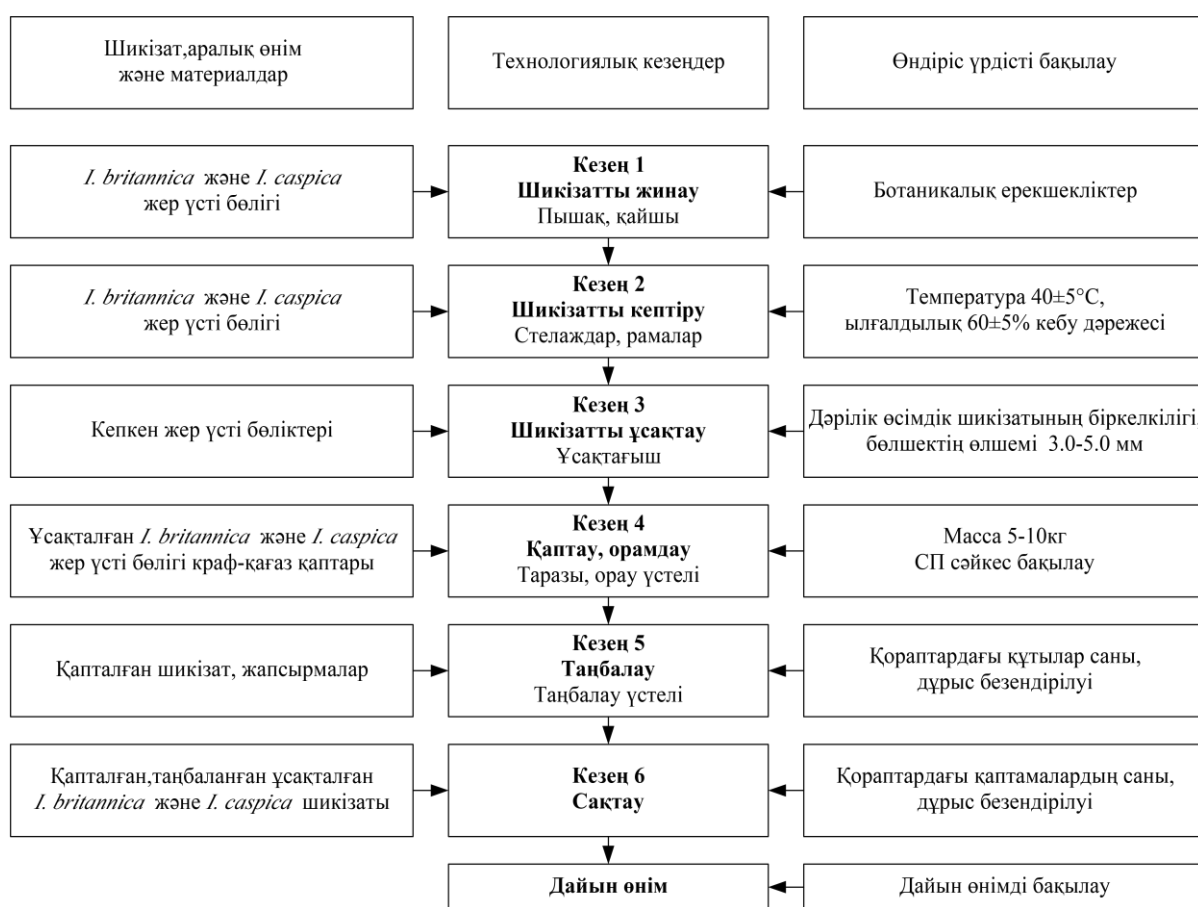 Шикізат,аралық өнім
және материалдар
Технологиялық кезеңдер
Өндіріс үрдісті бақылау
I. britannica және I. caspica
жер үсті бөлігі
Кезең 1
Шикізатты жинау
Пышақ, қайшы
Ботаникалық ерекшекліктер
I. britannica және I. caspica
жер үсті бөлігі
Кезең 2
Шикізатты кептіру
Стелаждар, рамалар
Температура 40±5°С,
ылғалдылық 60±5% кебу дәрежесі
Кепкен жер үсті бөліктері
Кезең 3
Шикізатты ұсақтау
Ұсақтағыш
Дәрілік өсімдік шикізатының біркелкілігі,
бөлшектің өлшемі 3.0-5.0 мм
Ұсақталған I. britannica және I. caspica
жер үсті бөлігі краф-қағаз қаптары
Кезең 4
Қаптау, орамдау
Таразы, орау үстелі
Масса 5-10кг
СП сәйкес бақылау
Қапталған шикізат, жапсырмалар
Кезең 5
Таңбалау
Таңбалау үстелі
Қораптардағы құтылар саны,
дұрыс безендірілуі
Қапталған,таңбаланған ұсақталған
I. britannica және I. caspica шикізаты
Кезең 6
Сақтау
Қораптардағы қаптамалардың саны,
дұрыс безендірілуі
Дайын өнім
Дайын өнімді бақылау